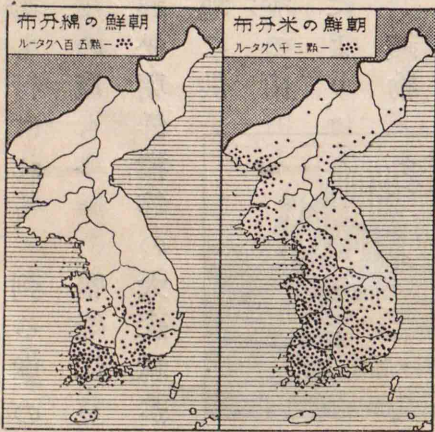 朝鮮の米分布
一點三千ヘクタール
朝鮮の綿分布
一點五百ヘクタール